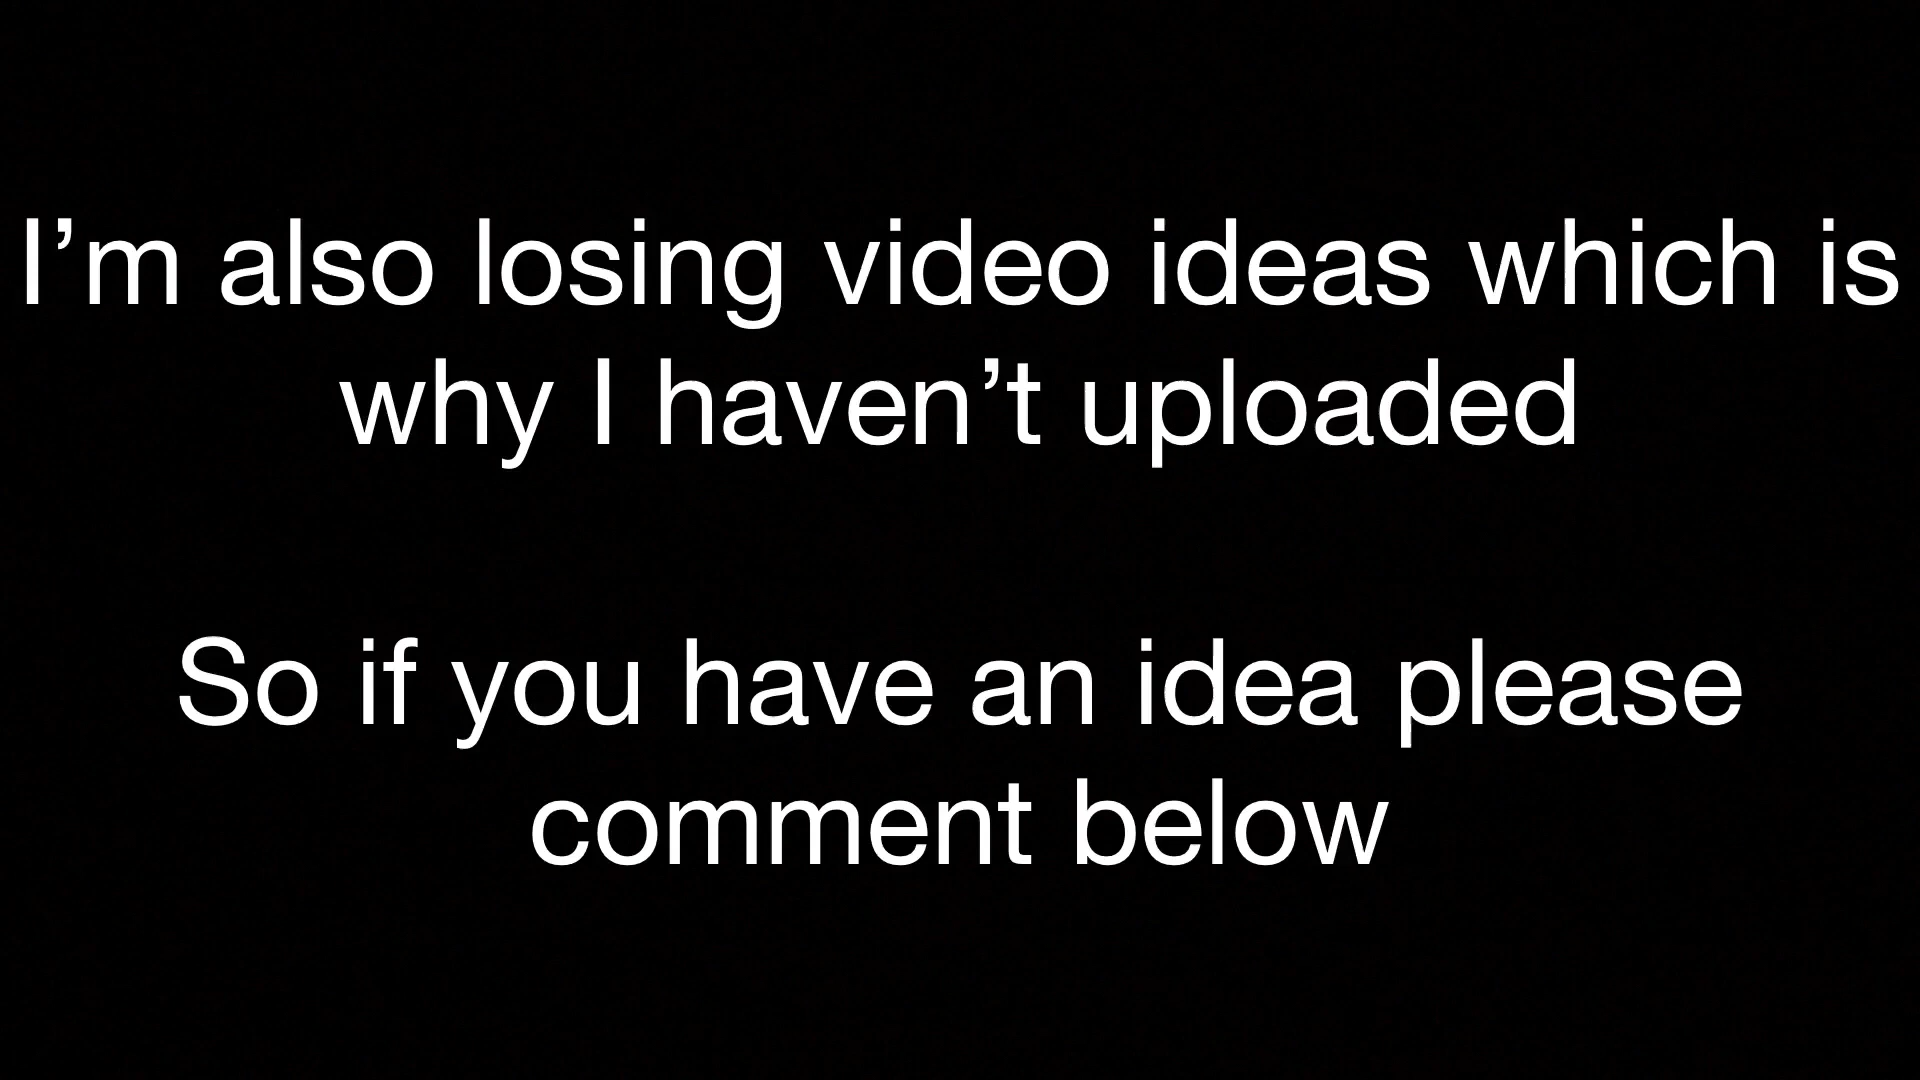 I’m also losing video ideas which is
why I haven’t uploaded
So if you have an idea please
comment below